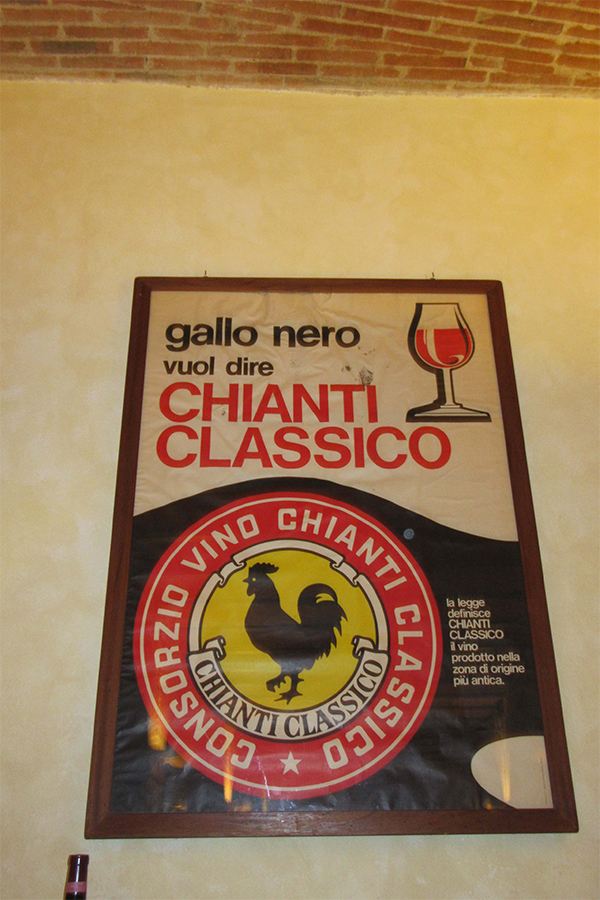 gallo nero
vuol dire
CHIANTI
CLASSICO
CONSORZIO VINO CHIANTI CLASSICO
CHIANTI CLASSICO
la legge
definisce
CHIANTI
CLASSICO
il vino
prodotto nella
zona di origine
più antica.